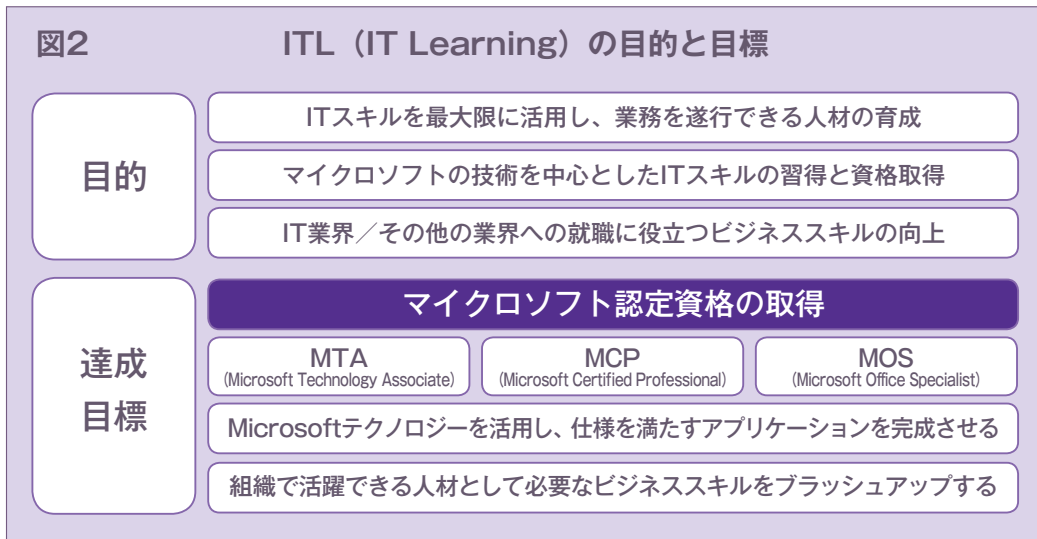 図2 ITL（IT Learning）の目的と目標
目的
ITスキルを最大限に活用し、業務を遂行できる人材の育成
マイクロソフトの技術を中心としたITスキルの習得と資格取得
IT業界／その他の業界への就職に役立つビジネススキルの向上
達成
目標
マイクロソフト認定資格の取得
MTA
(Microsoft Technology Associate)
MCP
(Microsoft Certified Professional)
MOS
(Microsoft Office Specialist)
Microsoftテクノロジーを活用し、仕様を満たすアプリケーションを完成させる
組織で活躍できる人材として必要なビジネススキルをブラッシュアップする